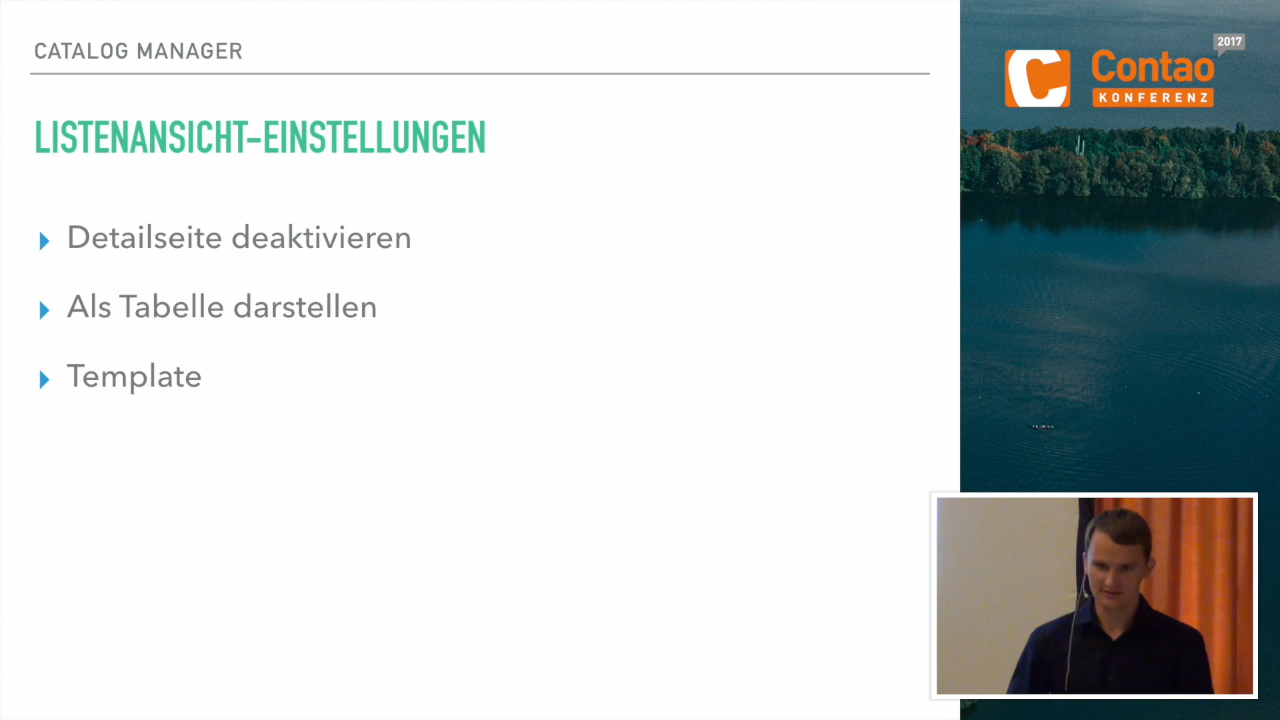 CATALOG MANAGER
LISTENANSICHT-EINSTELLUNGEN
Detailseite deaktivieren
Als Tabelle darstellen
Template
2017
Contao
KONFERENZ